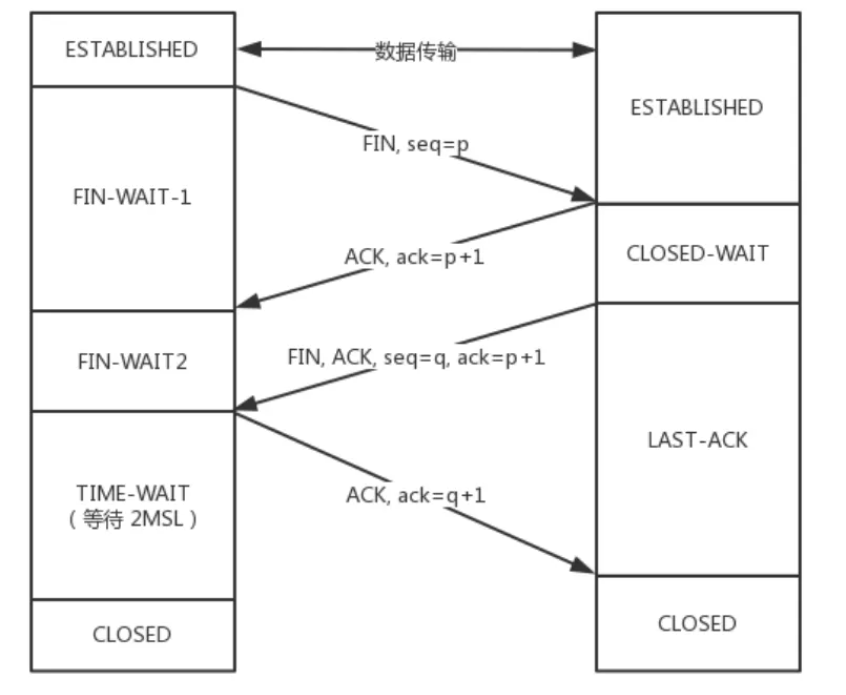 ESTABLISHED
数据传输
ESTABLISHED
FIN, seq=p
FIN-WAIT-1
ACK, ack=p+1
CLOSED-WAIT
FIN-WAIT2
FIN, ACK, seq=q, ack=p+1
LAST-ACK
TIME-WAIT
(等待 2MSL)
ACK, ack=q+1
CLOSED
CLOSED